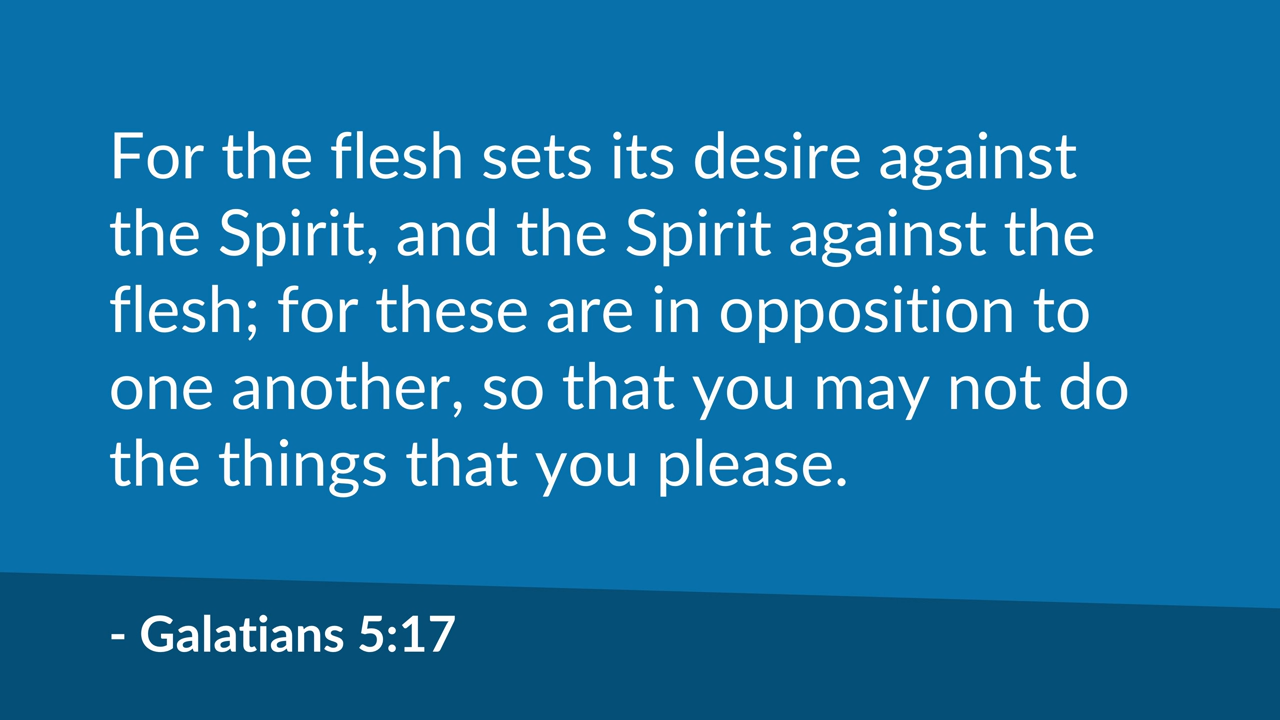 For the flesh sets its desire against
the Spirit, and the Spirit against the
flesh; for these are in opposition to
one another, so that you may not do
the things that you please.
- Galatians 5:17